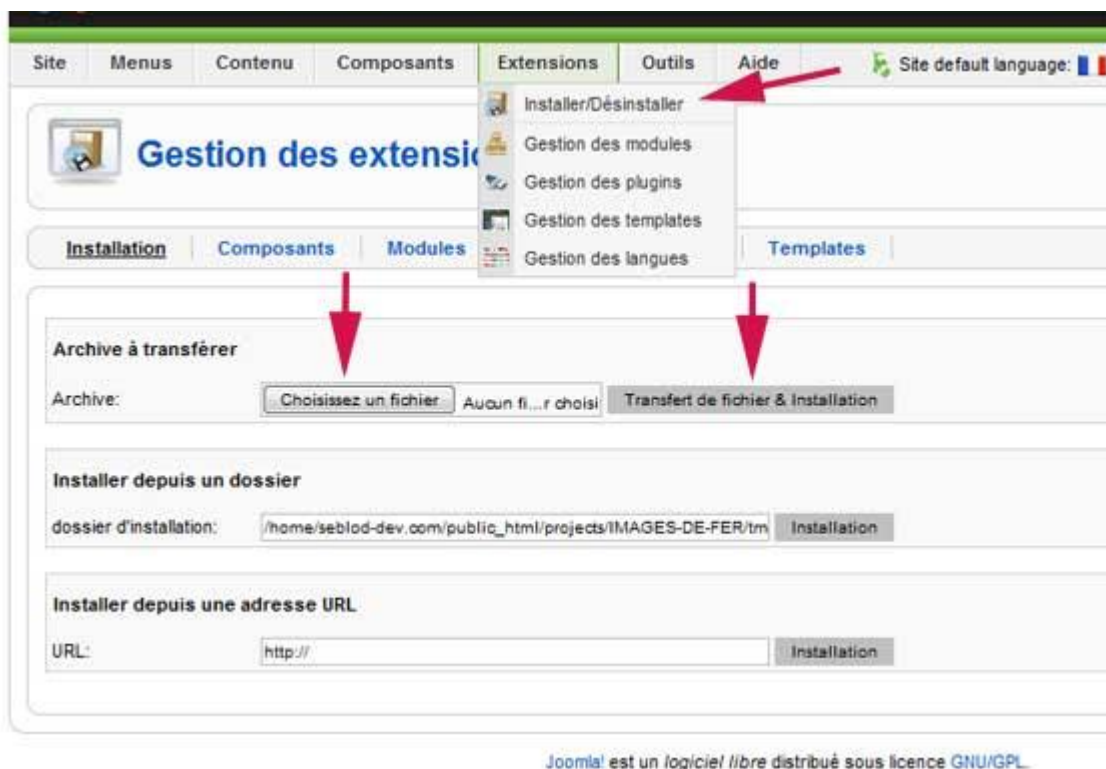 Site Menus Contenu Composants Extensions Outils Aide Site default language:
Installer/Désinstaller
Gestion des modules
Gestion des plugins
Gestion des templates
Gestion des langues
Gestion des extensi
Installation Composants Modules Templates
Archive à transférer
Archive: Choisissez un fichier Aucun fi...r choisi Transfert de fichier & Installation
Installer depuis un dossier
dossier d'installation: /home/seblod-dev.com/public_html/projects/IMAGES-DE-FER/tm Installation
Installer depuis une adresse URL
URL: http:// Installation
Joomla! est un logiciel libre distribué sous licence GNU/GPL.